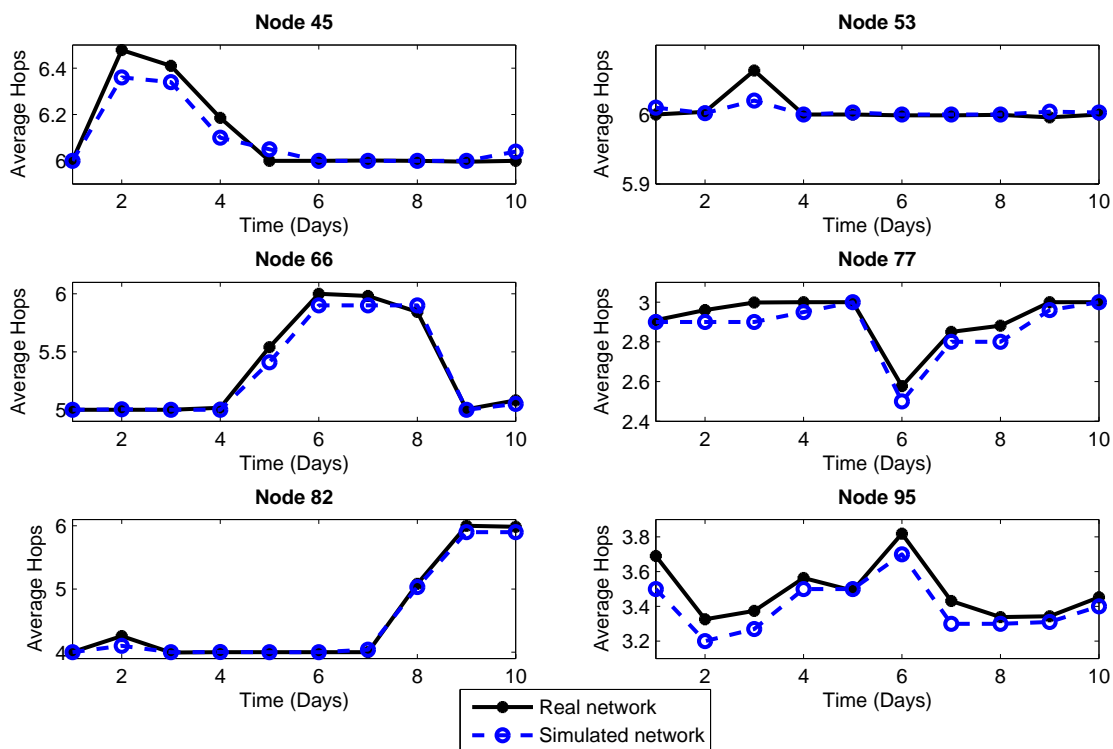 Node 45
Average Hops
6.4
6.2
6
2
4
6
8
10
Time (Days)
Node 53
Average Hops
6
5.9
2
4
6
8
10
Time (Days)
Node 66
Average Hops
6
5.5
5
2
4
6
8
10
Time (Days)
Node 77
Average Hops
3
2.8
2.6
2.4
2
4
6
8
10
Time (Days)
Node 82
Average Hops
6
5
4
2
4
6
8
10
Time (Days)
Node 95
Average Hops
3.8
3.6
3.4
3.2
2
4
6
8
10
Time (Days)
Real network
Simulated network